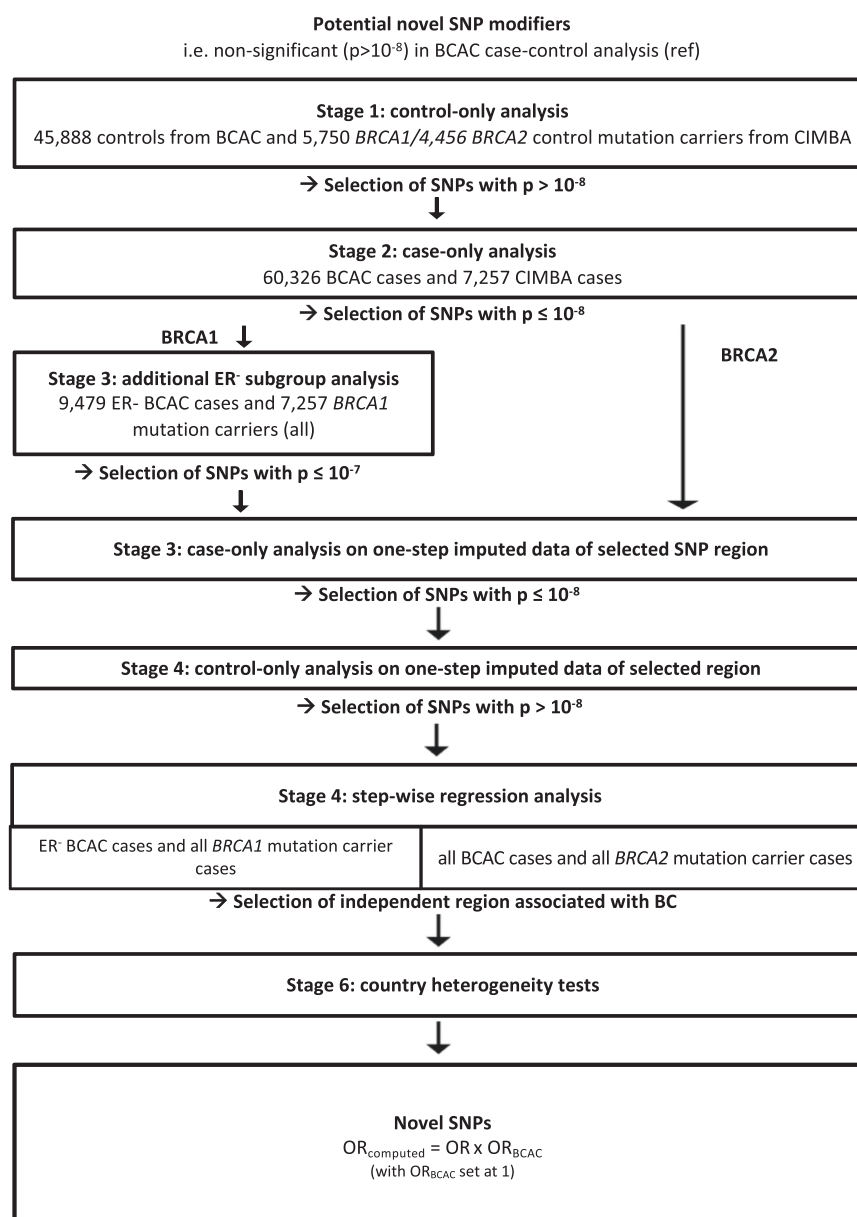 Potential novel SNP modifiers
i.e. non-significant (p>10⁻⁸) in BCAC case-control analysis (ref)
Stage 1: control-only analysis
45,888 controls from BCAC and 5,750 BRCA1/4,456 BRCA2 control mutation carriers from CIMBA
→ Selection of SNPs with p > 10⁻⁸
Stage 2: case-only analysis
60,326 BCAC cases and 7,257 CIMBA cases
→ Selection of SNPs with p ≤ 10⁻⁸
BRCA1
BRCA2
Stage 3: additional ER⁻ subgroup analysis
9,479 ER- BCAC cases and 7,257 BRCA1
mutation carriers (all)
→ Selection of SNPs with p ≤ 10⁻⁷
Stage 3: case-only analysis on one-step imputed data of selected SNP region
→ Selection of SNPs with p ≤ 10⁻⁸
Stage 4: control-only analysis on one-step imputed data of selected region
→ Selection of SNPs with p > 10⁻⁸
Stage 4: step-wise regression analysis
ER⁻ BCAC cases and all BRCA1 mutation carrier
cases
all BCAC cases and all BRCA2 mutation carrier cases
→ Selection of independent region associated with BC
Stage 6: country heterogeneity tests
Novel SNPs
OR_computed = OR x OR_BCAC
(with OR_BCAC set at 1)